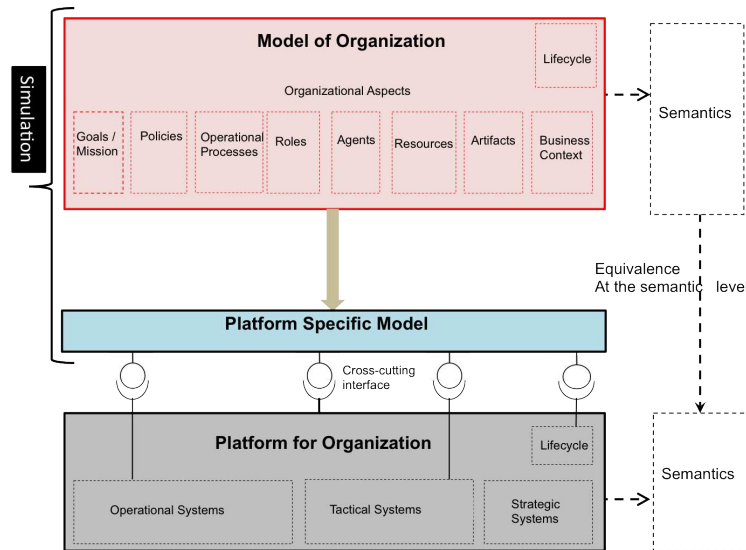 Simulation
Model of Organization
Lifecycle
Organizational Aspects
Goals /
Mission
Policies
Operational
Processes
Roles
Agents
Resources
Artifacts
Business
Context
Semantics
Equivalence
At the semantic level
Platform Specific Model
Cross-cutting
interface
Platform for Organization
Lifecycle
Operational Systems
Tactical Systems
Strategic
Systems
Semantics